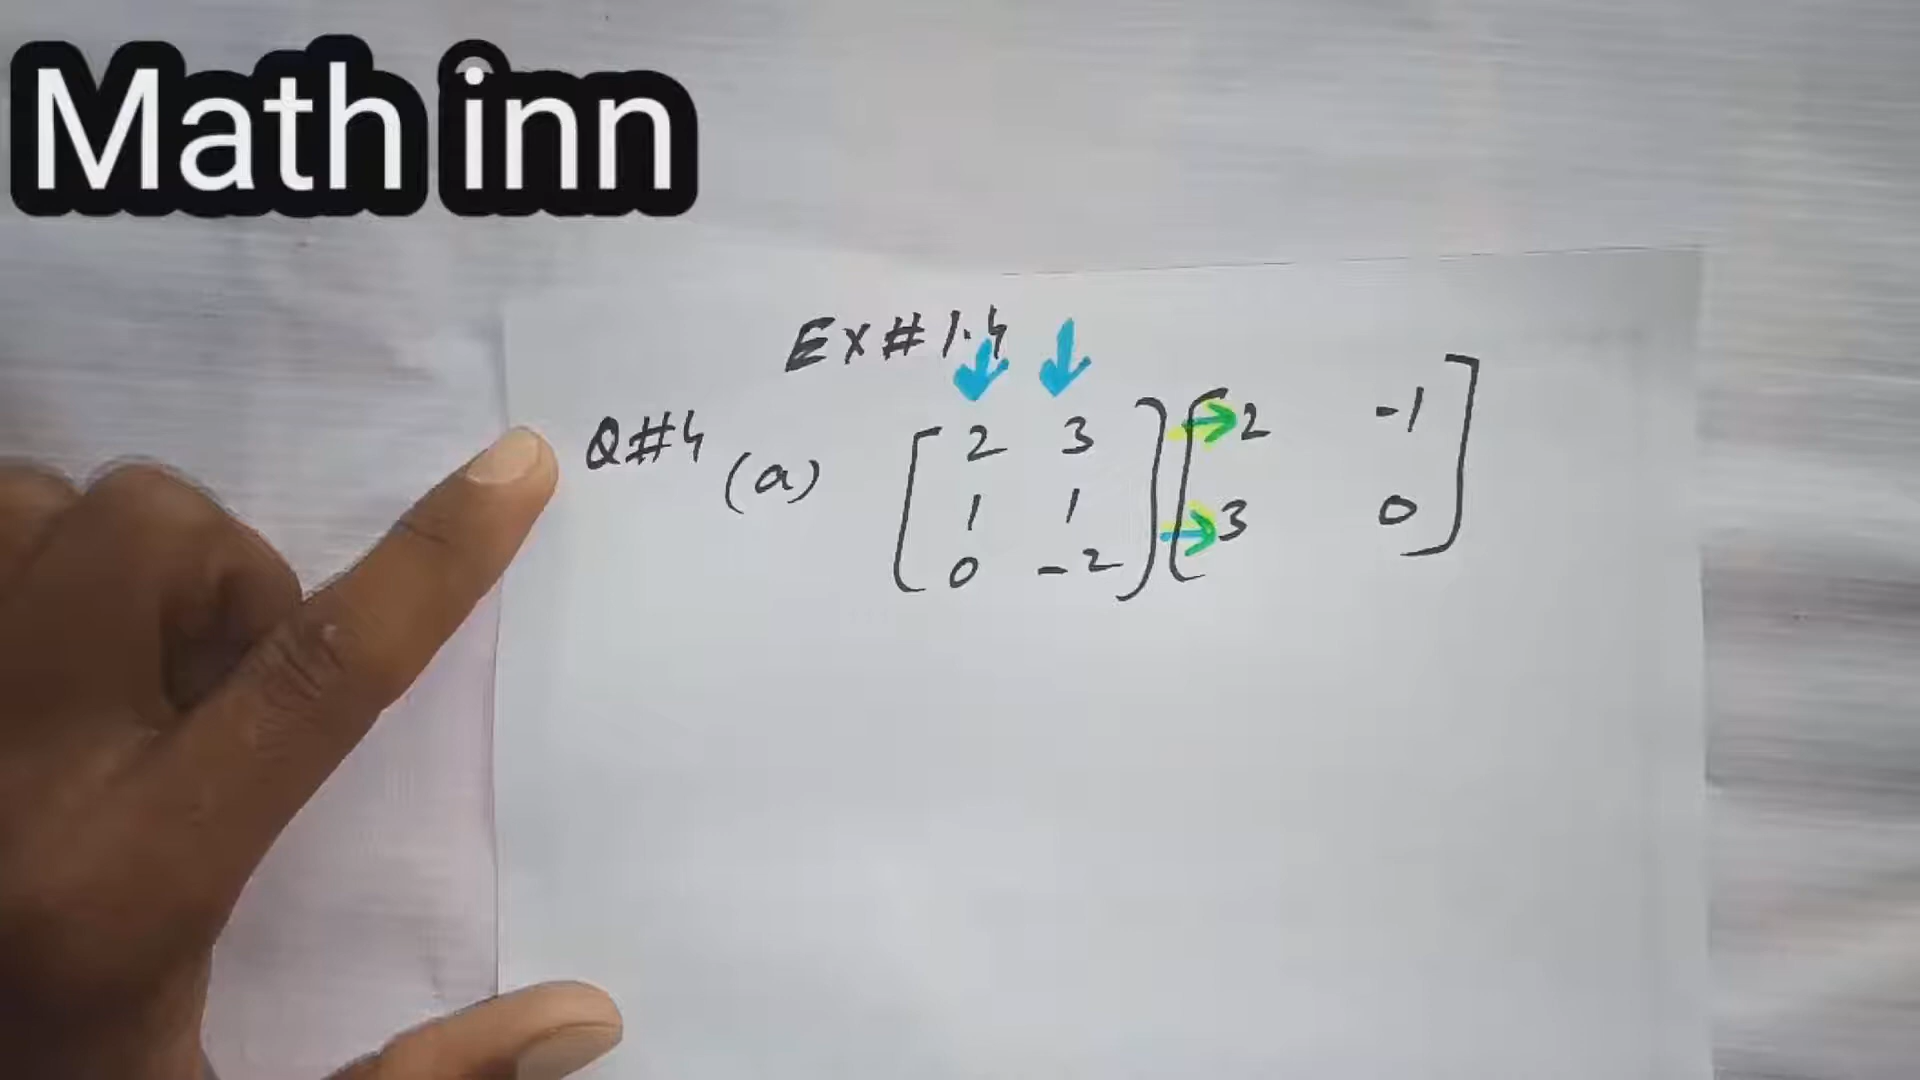 Math inn
Ex # 1.4
Q#4 (a) [2 3] [2 -1]
1 1 3 0
0 -2